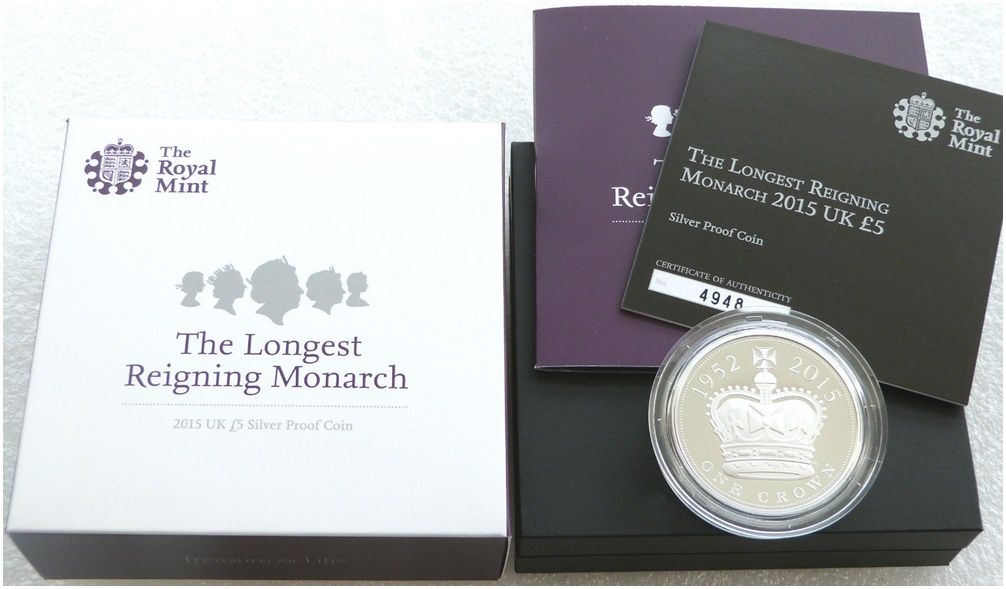 The
Royal
Mint
The Longest
Reigning Monarch
2015 UK £5 Silver Proof Coin
Treasure for Life
Rei
The
Royal
Mint
The Longest Reigning
Monarch 2015 UK £5
Silver Proof Coin
CERTIFICATE OF AUTHENTICITY
No. 4948
1952 2015
ONE CROWN